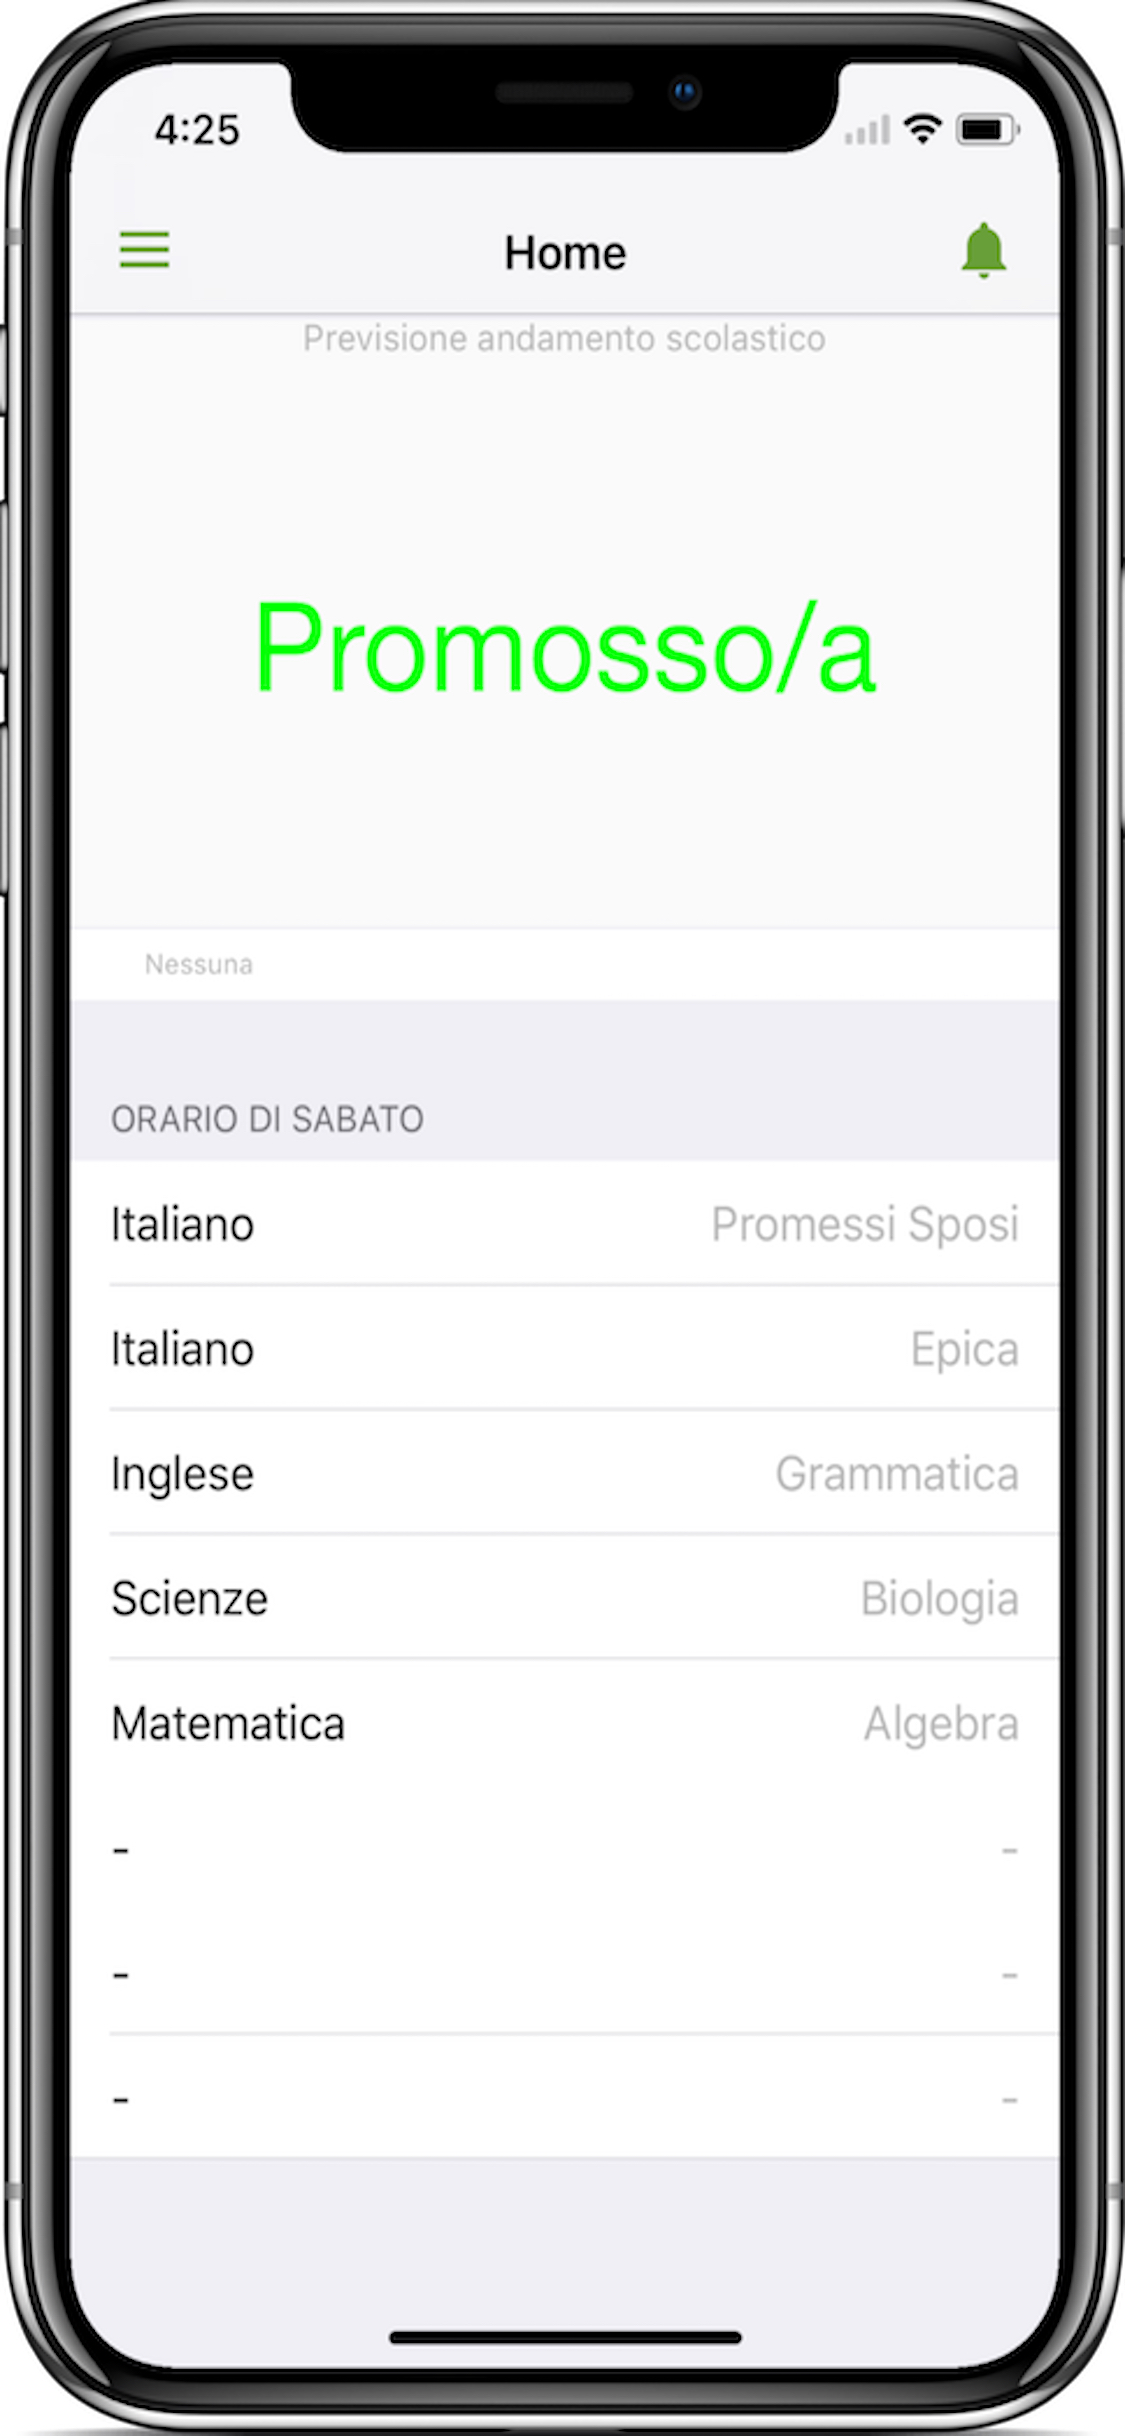 4:25
Home
Previsione andamento scolastico
Promosso/a
Nessuna
ORARIO DI SABATO
Italiano Promessi Sposi
Italiano Epica
Inglese Grammatica
Scienze Biologia
Matematica Algebra
- -
- -
- -